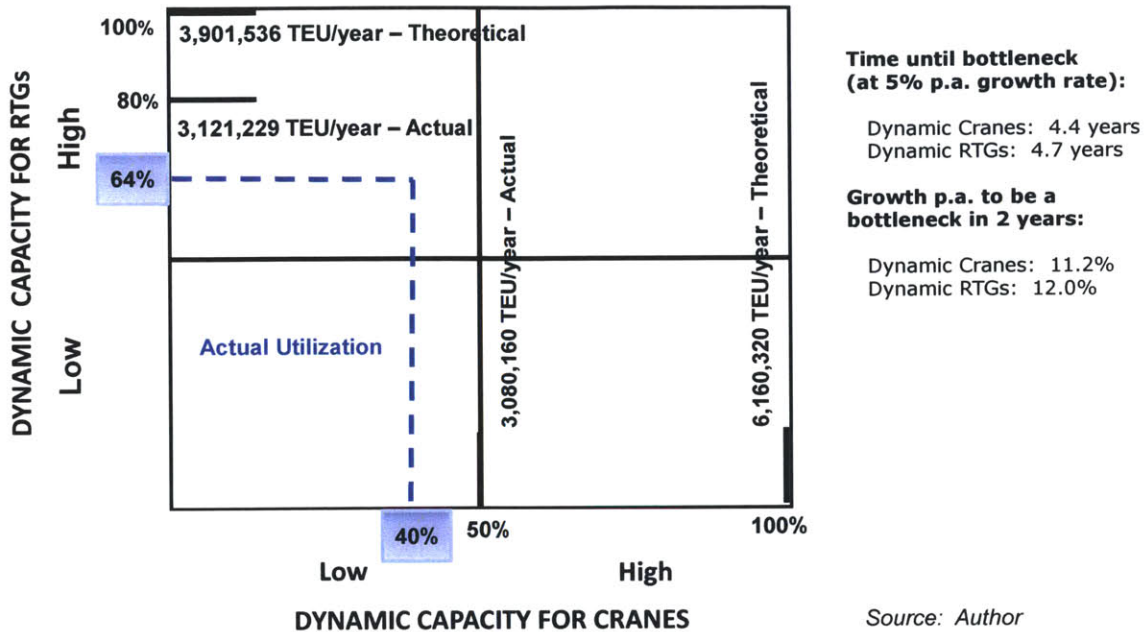 100%
3,901,536 TEU/year – Theoretical
80%
3,121,229 TEU/year – Actual
64%
DYNAMIC CAPACITY FOR RTGs
High
Low
Actual Utilization
3,080,160 TEU/year – Actual
6,160,320 TEU/year – Theoretical
40%
50%
100%
Low
High
DYNAMIC CAPACITY FOR CRANES
Time until bottleneck
(at 5% p.a. growth rate):
Dynamic Cranes: 4.4 years
Dynamic RTGs: 4.7 years
Growth p.a. to be a
bottleneck in 2 years:
Dynamic Cranes: 11.2%
Dynamic RTGs: 12.0%
Source: Author